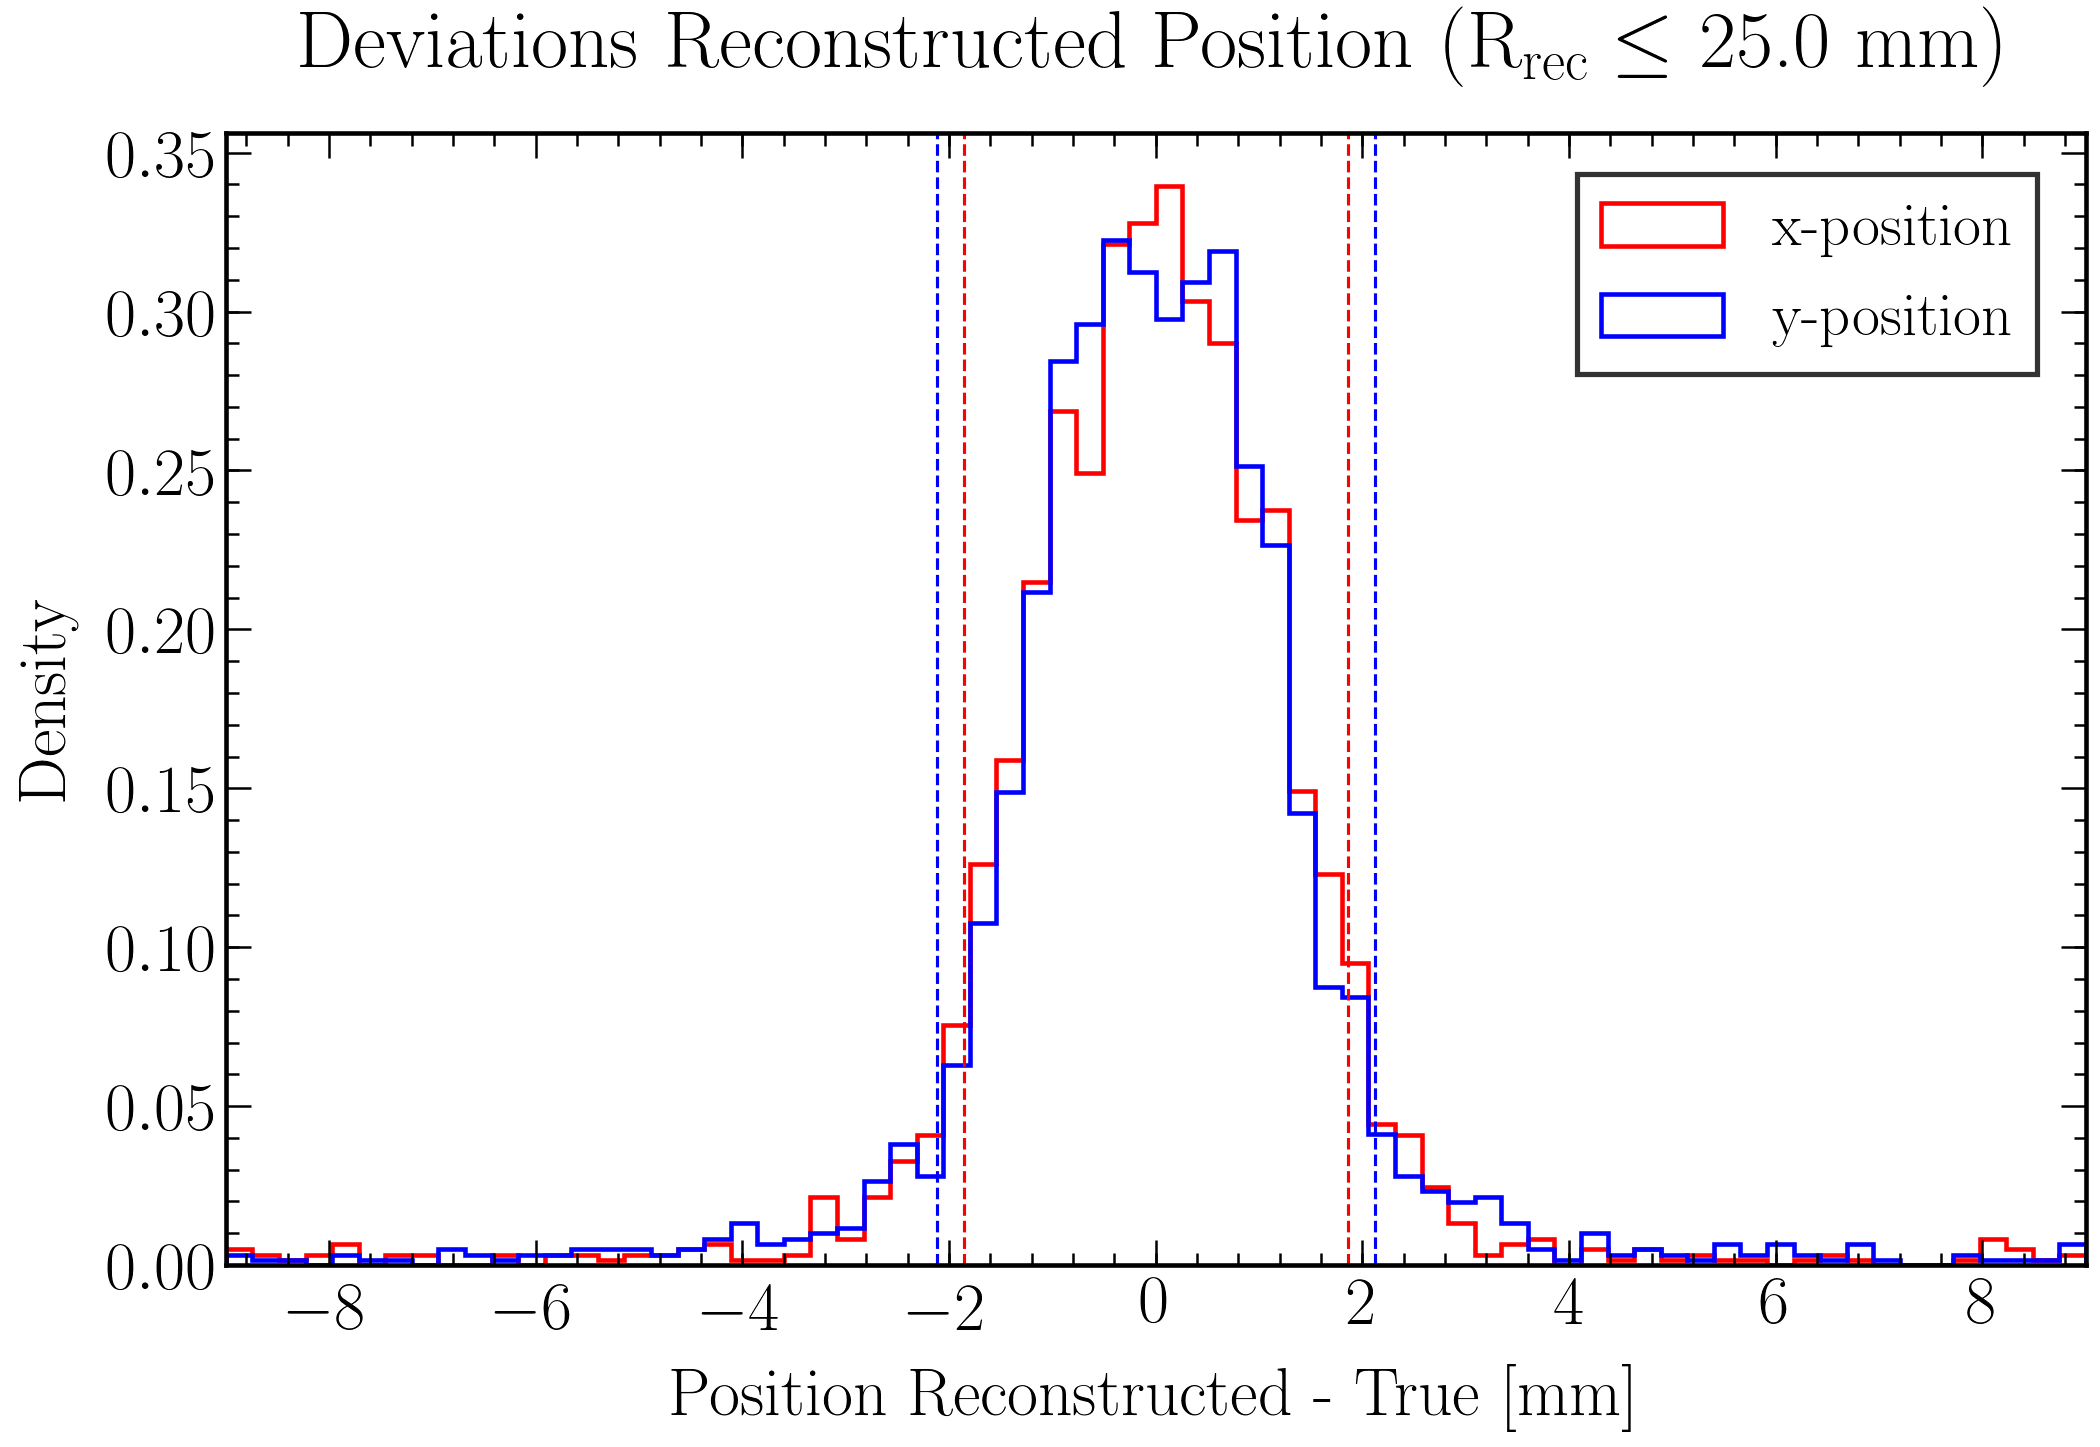 Deviations Reconstructed Position (R_rec ≤ 25.0 mm)
0.35
0.30
0.25
0.20
0.15
0.10
0.05
0.00
Density
x-position
y-position
−8 −6 −4 −2 0 2 4 6 8
Position Reconstructed - True [mm]